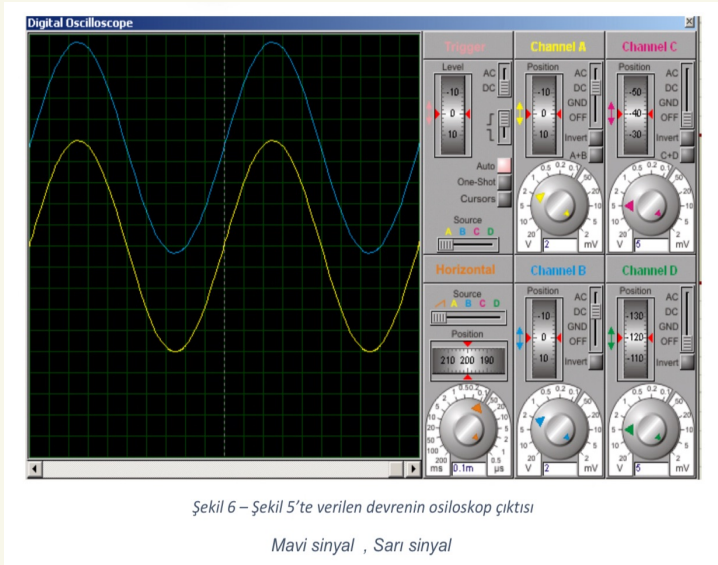 Digital Oscilloscope
Trigger
Level
AC
DC
-10
0
10
Auto
One-Shot
Cursors
Source
A B C D
Channel A
Position
AC
DC
GND
OFF
-10
0
10
Invert
A+B
V 2 mV
Channel C
Position
AC
DC
GND
OFF
-50
-40
-30
Invert
C+D
V 5 mV
Horizontal
Source
A B C D
Position
210 200 190
ms 0.1m µs
Channel B
Position
AC
DC
GND
OFF
-10
0
10
Invert
V 2 mV
Channel D
Position
AC
DC
GND
OFF
-130
-120
-110
Invert
V 5 mV
Şekil 6 – Şekil 5’te verilen devrenin osiloskop çıktısı
Mavi sinyal , Sarı sinyal